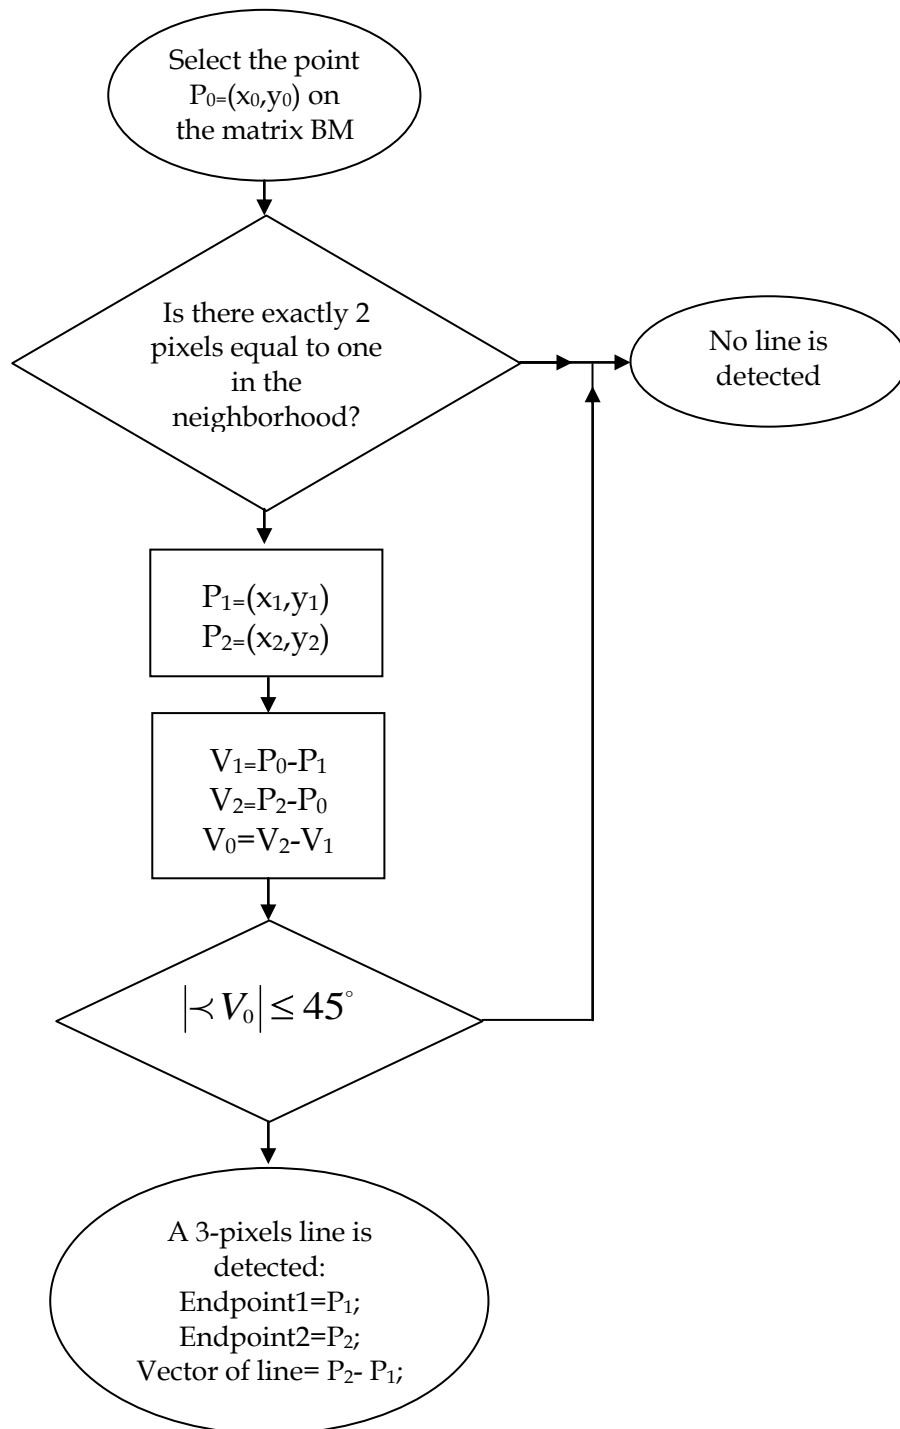 Select the point
P₀=(x₀,y₀) on
the matrix BM
Is there exactly 2
pixels equal to one
in the
neighborhood?
No line is
detected
P₁=(x₁,y₁)
P₂=(x₂,y₂)
V₁=P₀-P₁
V₂=P₂-P₀
V₀=V₂-V₁
|≺V₀| ≤ 45°
A 3-pixels line is
detected:
Endpoint1=P₁;
Endpoint2=P₂;
Vector of line= P₂- P₁;